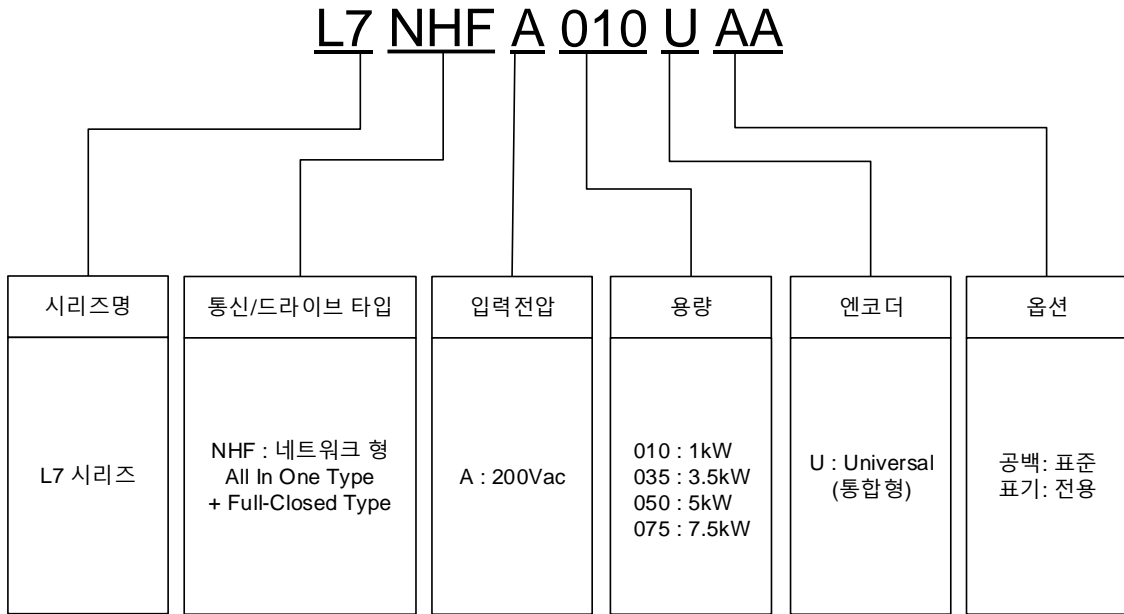 L7 NHF A 010 U AA
시리즈명
L7 시리즈
통신/드라이브 타입
NHF : 네트워크 형
All In One Type
+ Full-Closed Type
입력전압
A : 200Vac
용량
010 : 1kW
035 : 3.5kW
050 : 5kW
075 : 7.5kW
엔코더
U : Universal
(통합형)
옵션
공백: 표준
표기: 전용